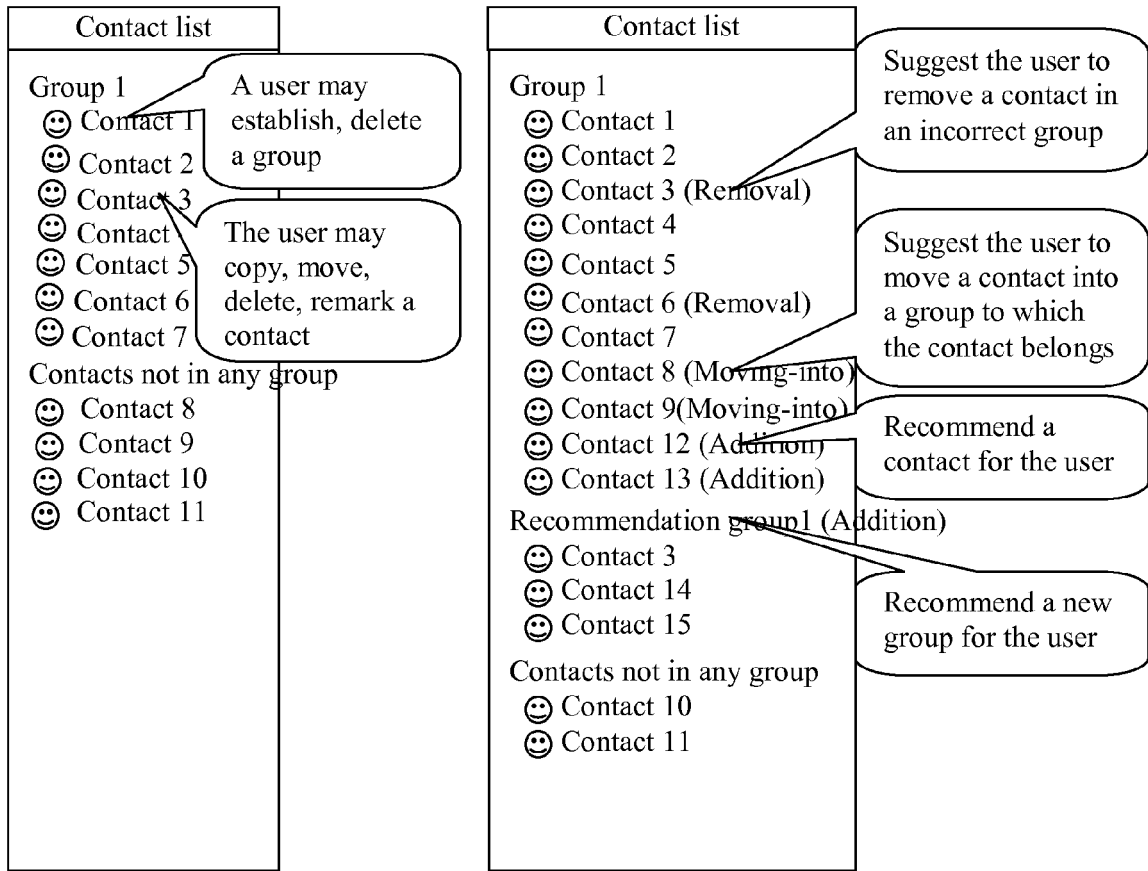 Contact list
Group 1
Contact 1
Contact 2
Contact 3
Contact
Contact 5
Contact 6
Contact 7
Contacts not in any group
Contact 8
Contact 9
Contact 10
Contact 11
A user may
establish, delete
a group
The user may
copy, move,
delete, remark a
contact
Contact list
Group 1
Contact 1
Contact 2
Contact 3 (Removal)
Contact 4
Contact 5
Contact 6 (Removal)
Contact 7
Contact 8 (Moving-into)
Contact 9(Moving-into)
Contact 12 (Addition)
Contact 13 (Addition)
Recommendation group1 (Addition)
Contact 3
Contact 14
Contact 15
Contacts not in any group
Contact 10
Contact 11
Suggest the user to
remove a contact in
an incorrect group
Suggest the user to
move a contact into
a group to which
the contact belongs
Recommend a
contact for the user
Recommend a new
group for the user